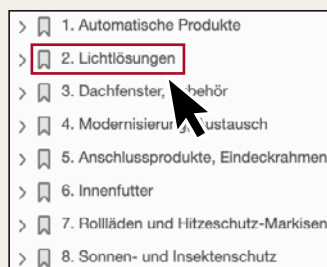 1. Automatische Produkte
2. Lichtlösungen
3. Dachfenster,
4. Modernisierung,
5. Anschlussprodukte, Eindeckrahmen
6. Innenfutter
7. Rollläden und Hitzeschutz-Markisen
8. Sonnen- und Insektenschutz